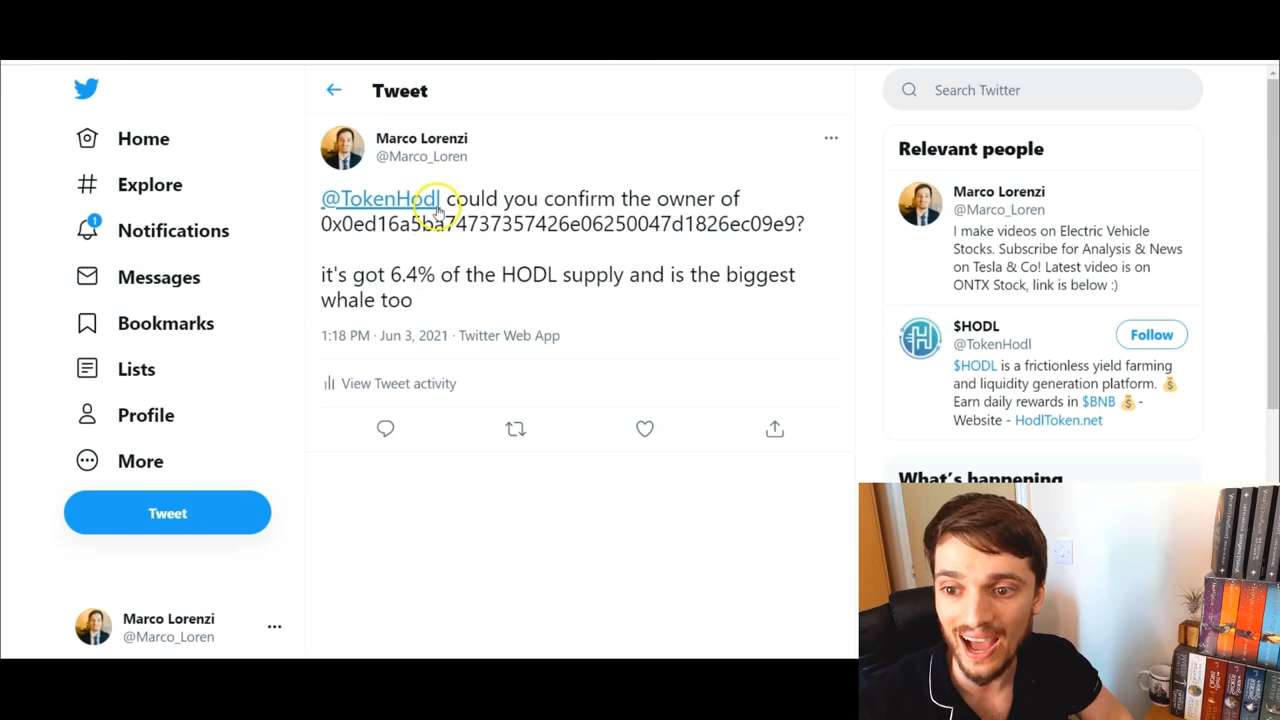 Home
Explore
1
Notifications
Messages
Bookmarks
Lists
Profile
More
Tweet
Marco Lorenzi
@Marco_Loren
Tweet
Marco Lorenzi
@Marco_Loren
@TokenHodl could you confirm the owner of
0x0ed16a5ba74737357426e06250047d1826ec09e9?
it's got 6.4% of the HODL supply and is the biggest
whale too
1:18 PM · Jun 3, 2021 · Twitter Web App
View Tweet activity
Search Twitter
Relevant people
Marco Lorenzi
@Marco_Loren
I make videos on Electric Vehicle
Stocks. Subscribe for Analysis & News
on Tesla & Co! Latest video is on
ONTX Stock, link is below :)
$HODL
@TokenHodl
Follow
$HODL is a frictionless yield farming
and liquidity generation platform. 💰
Earn daily rewards in $BNB 💰 -
Website - HodlToken.net
What's happening